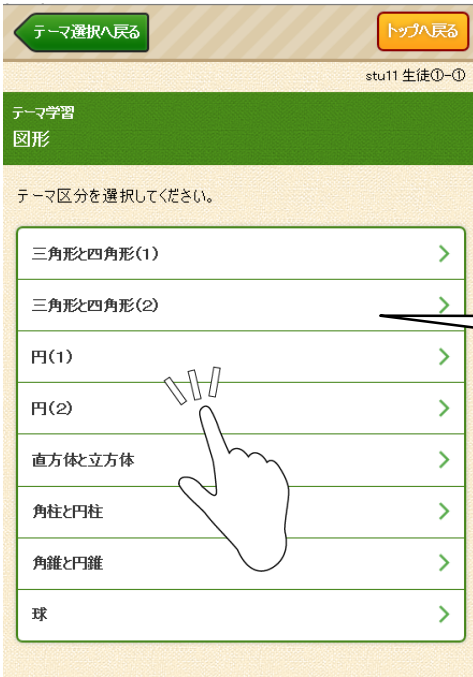 テーマ選択へ戻る
トップへ戻る
stu11 生徒①-①
テーマ学習
図形
テーマ区分を選択してください。
三角形と四角形(1)
三角形と四角形(2)
円(1)
円(2)
直方体と立方体
角柱と円柱
角錐と円錐
球